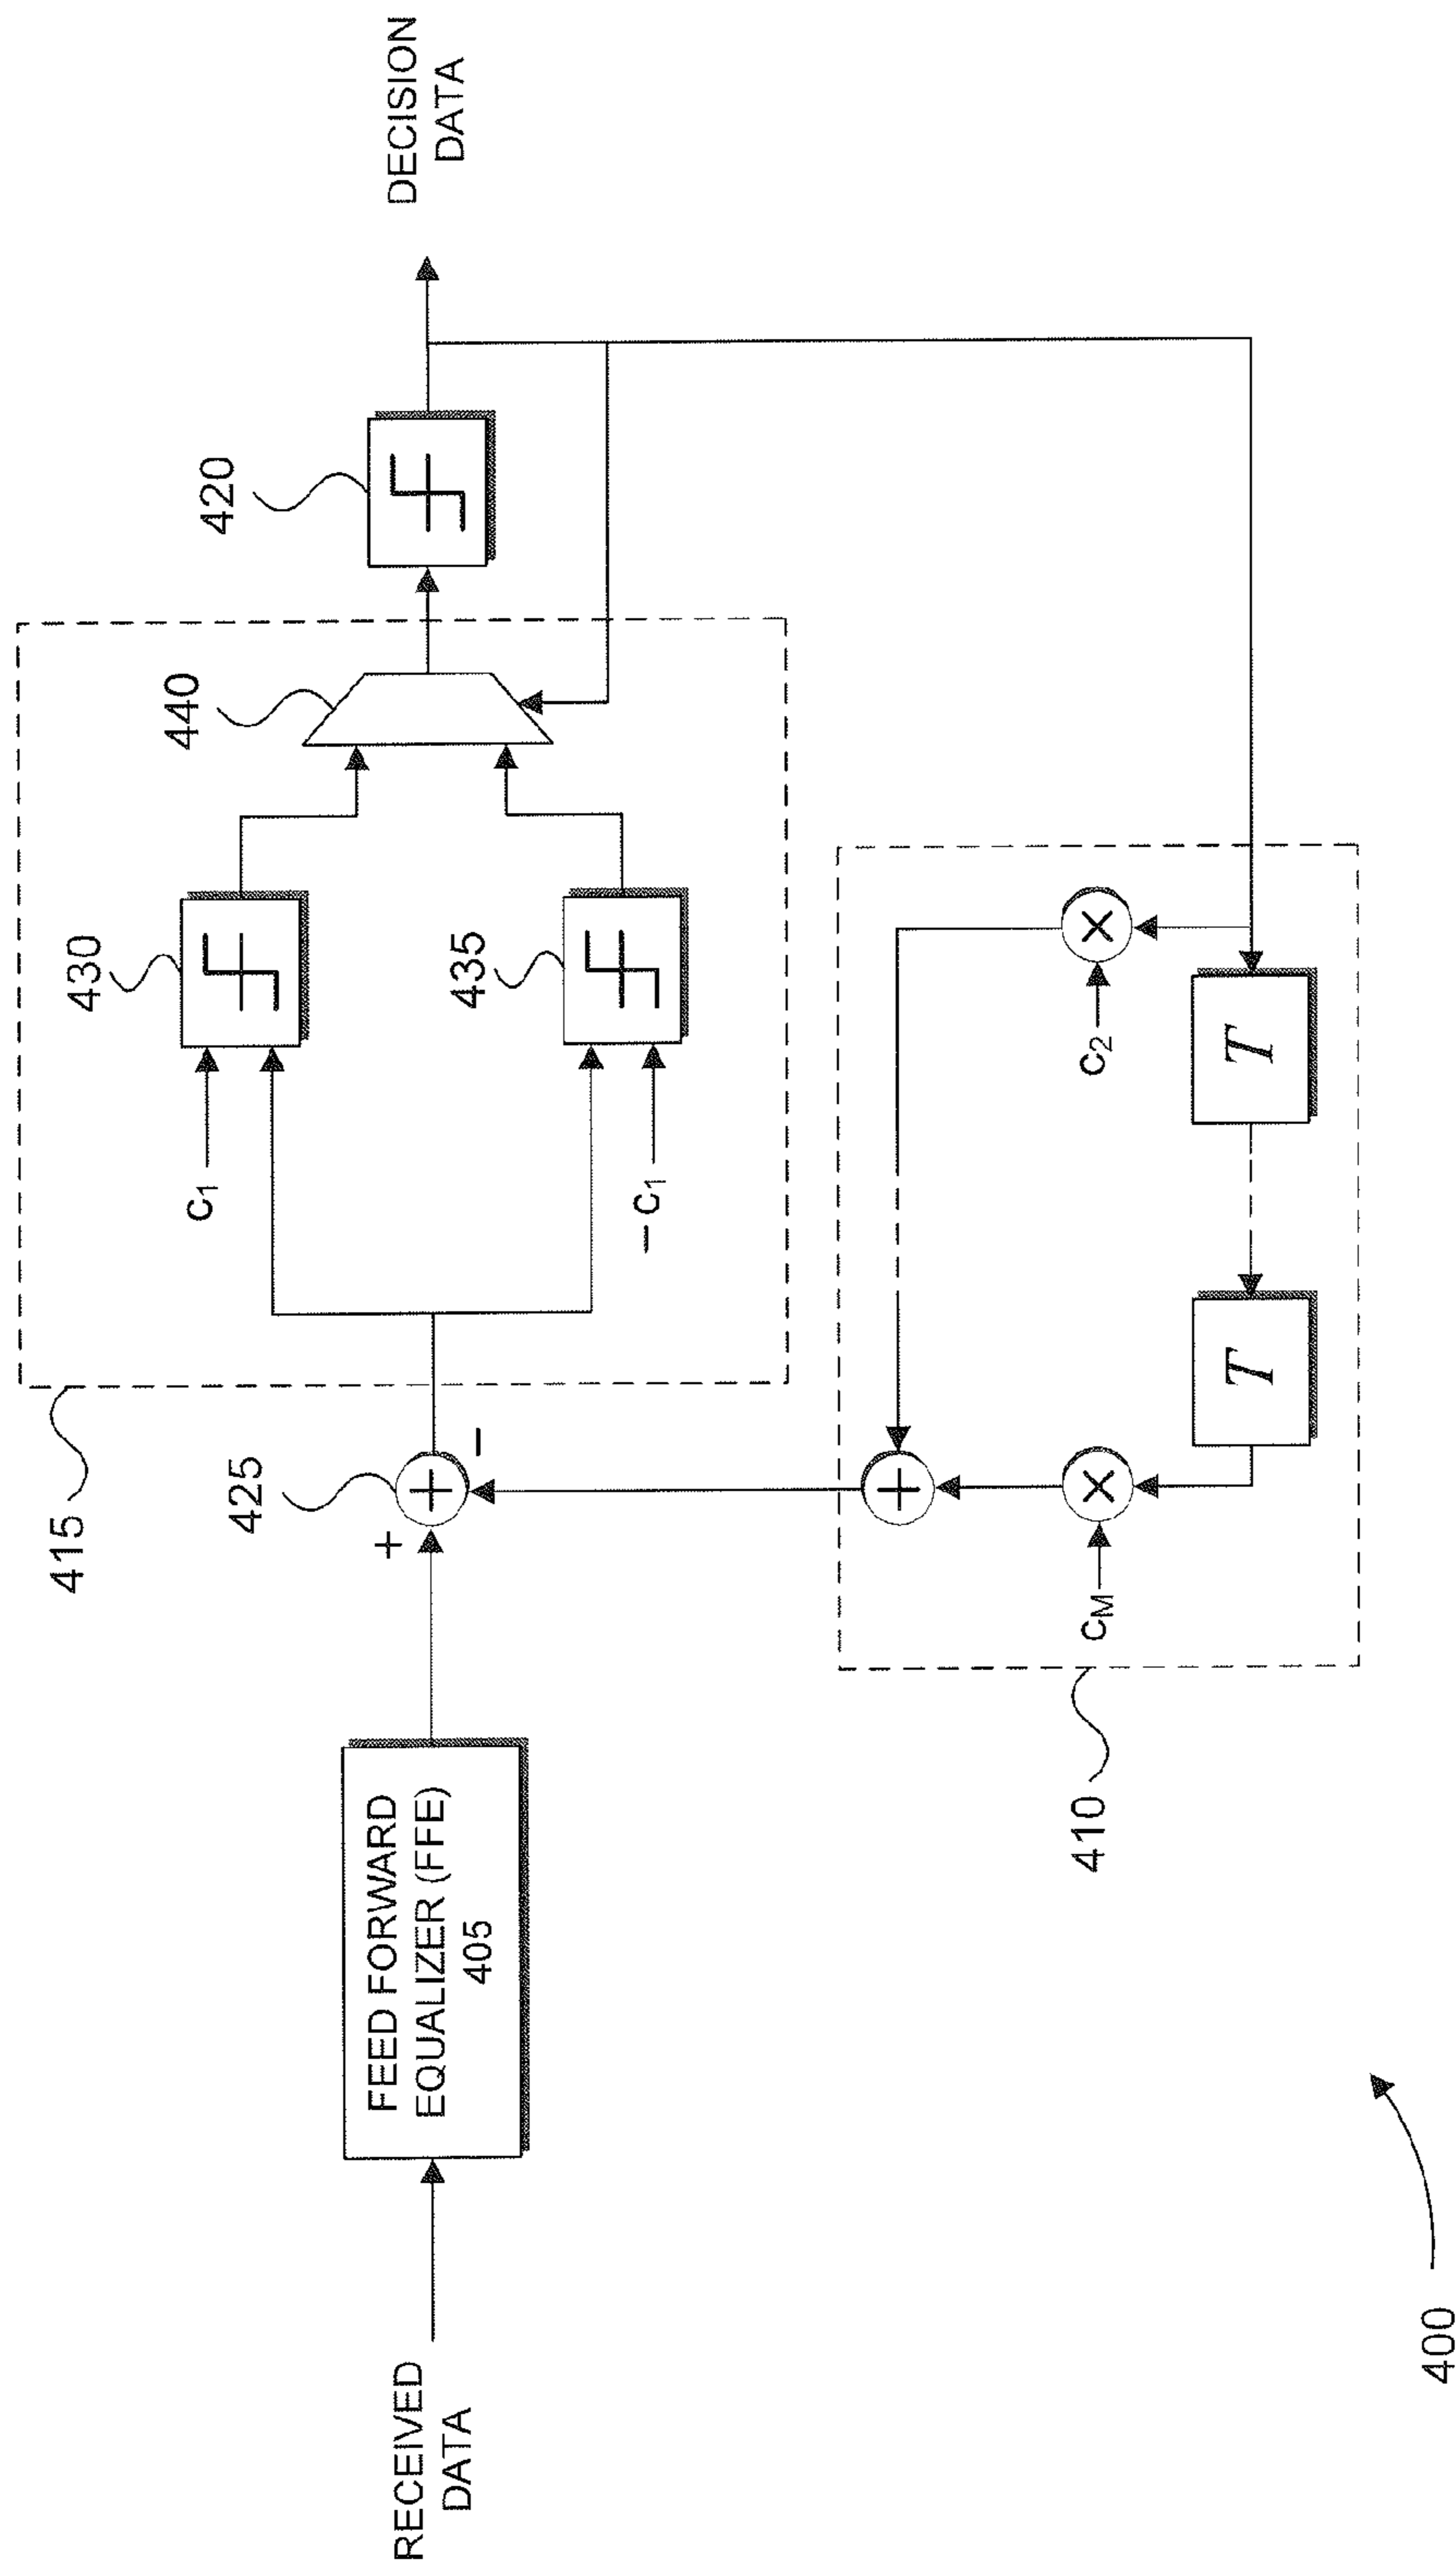 415
430
440
420
c₁
DECISION
DATA
425
435
+
−
−c₁
RECEIVED
DATA
FEED FORWARD
EQUALIZER (FFE)
405
+
×
×
c₂
c_M
T
T
410
400
+